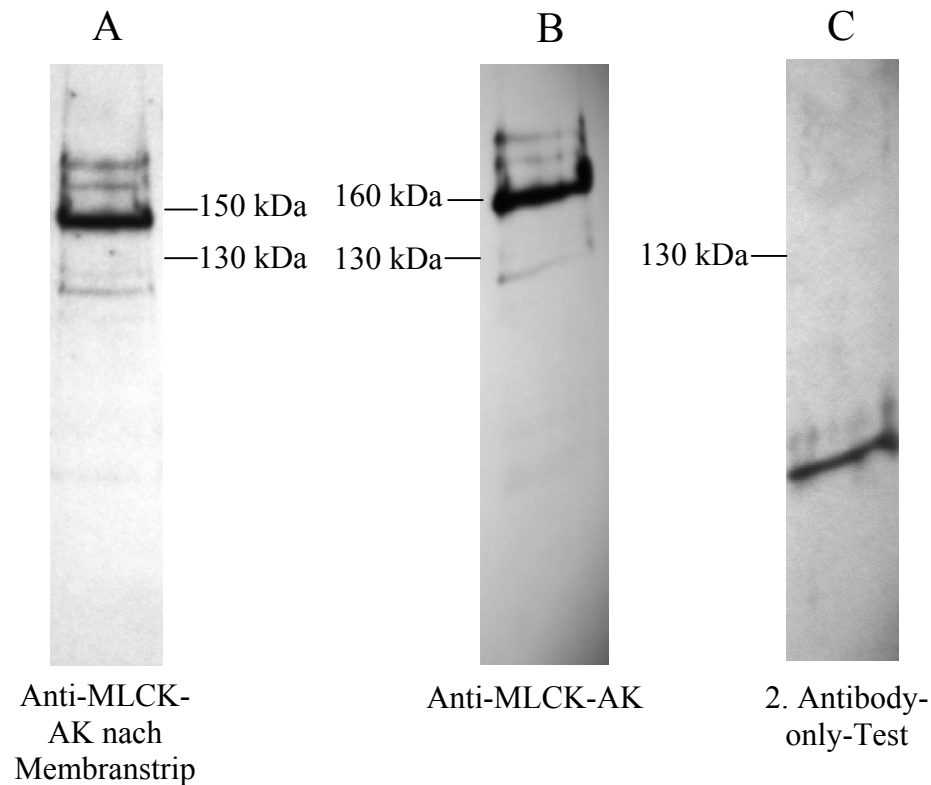 A
B
C
150 kDa
130 kDa
160 kDa
130 kDa
130 kDa
Anti-MLCK-
AK nach
Membranstrip
Anti-MLCK-AK
2. Antibody-
only-Test